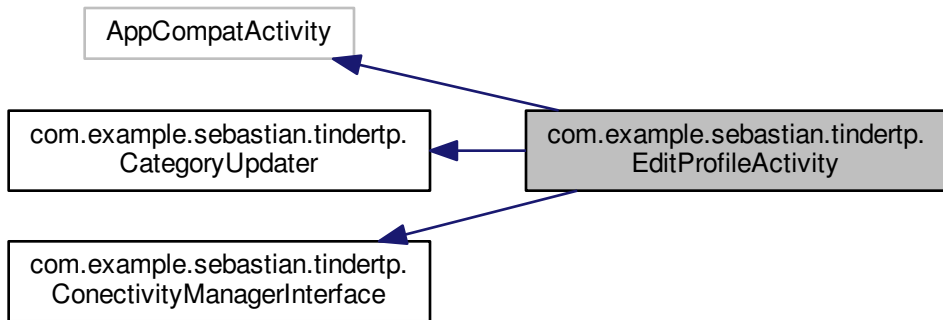 AppCompatActivity
com.example.sebastian.tindertp.
CategoryUpdater
com.example.sebastian.tindertp.
EditProfileActivity
com.example.sebastian.tindertp.
ConectivityManagerInterface